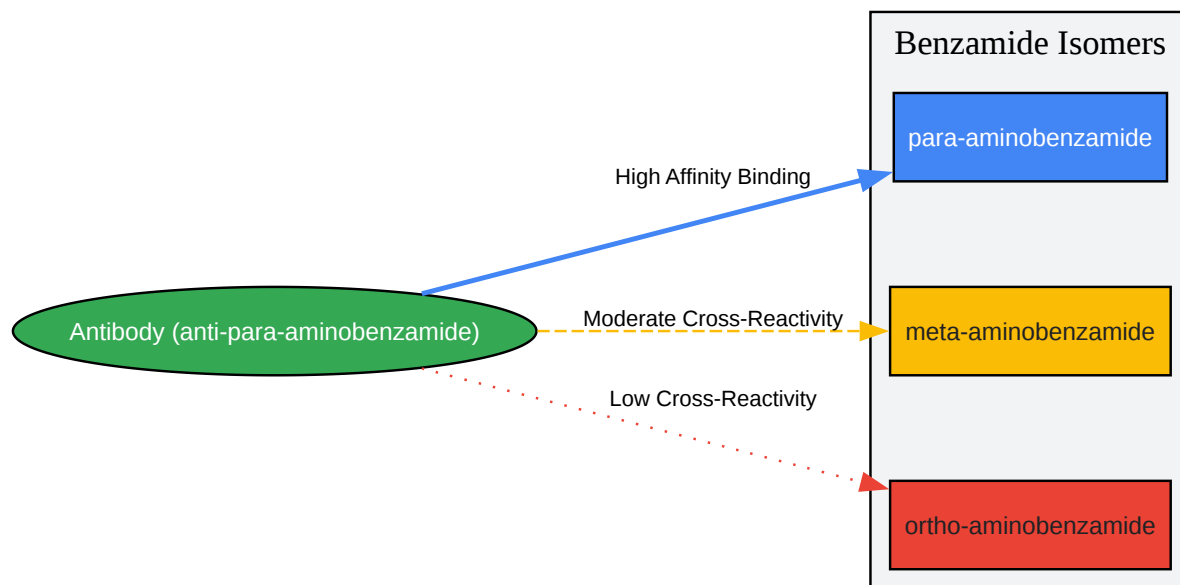 Benzamide Isomers
para-aminobenzamide
High Affinity Binding
Antibody (anti-para-aminobenzamide)
Moderate Cross-Reactivity
meta-aminobenzamide
Low Cross-Reactivity
ortho-aminobenzamide